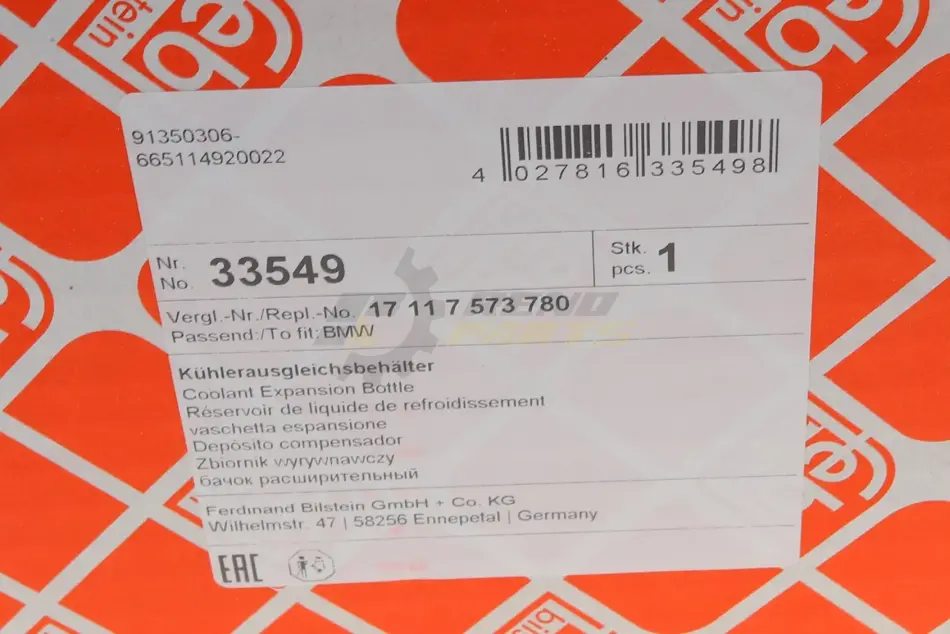 91350306-
665114920022
4 027816 335498
Nr.
No. 33549
Stk.
pcs. 1
Vergl.-Nr./Repl.-No. 17 11 7 573 780
Passend/To fit: BMW
Kühlerausgleichsbehälter
Coolant Expansion Bottle
Réservoir de liquide de refroidissement
vaschetta espansione
Depósito compensador
Zbiornik wyrywnawczy
бачок расширительный
Ferdinand Bilstein GmbH + Co. KG
Wilhelmstr. 47 | 58256 Ennepetal | Germany
EAC